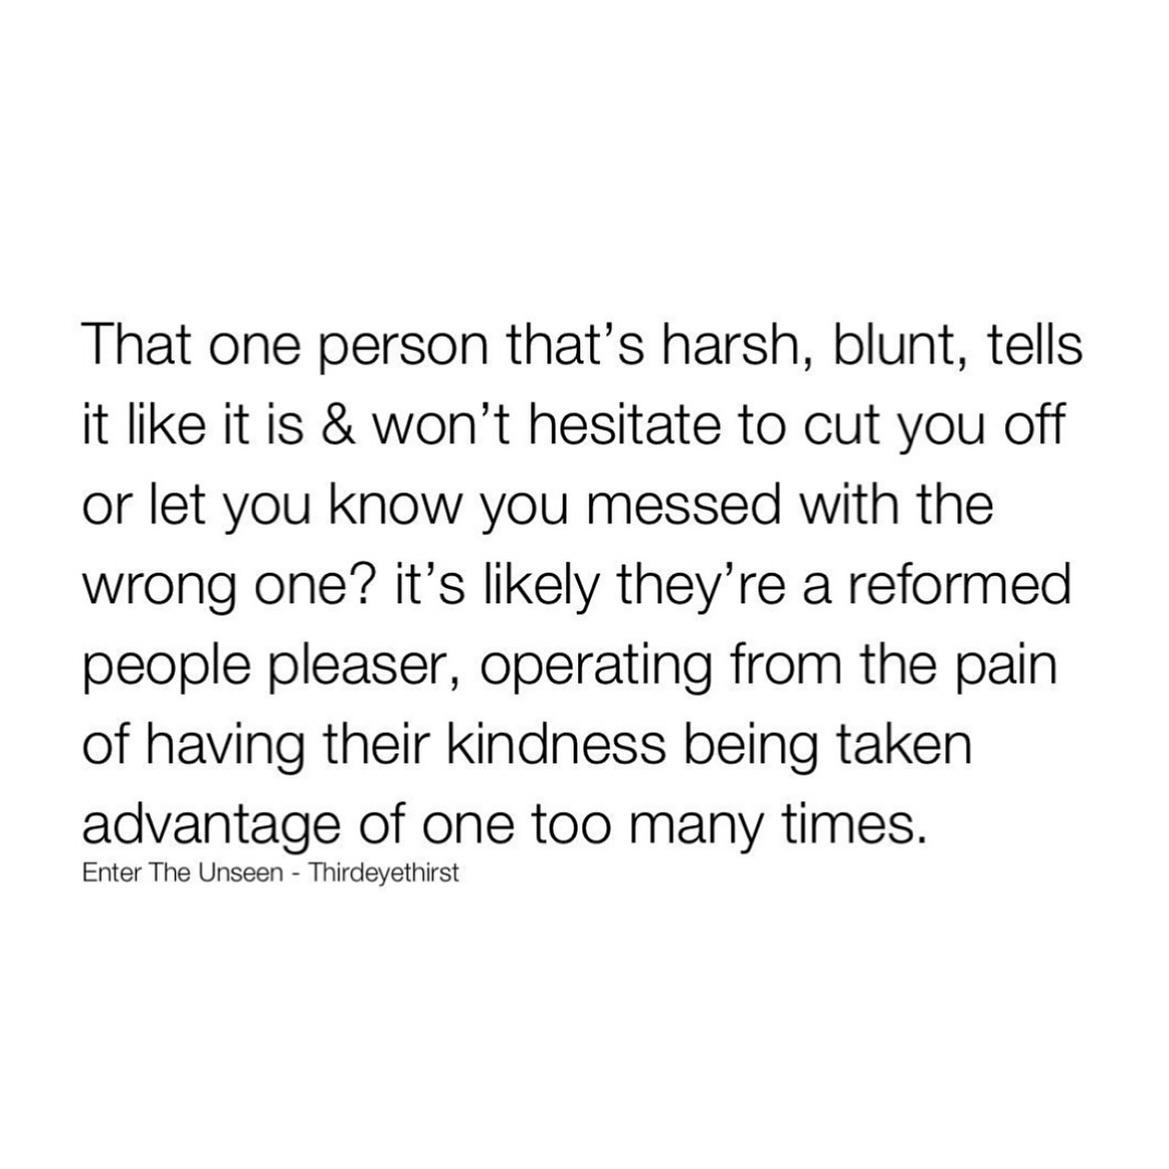 That one person that’s harsh, blunt, tells
it like it is & won’t hesitate to cut you off
or let you know you messed with the
wrong one? it’s likely they’re a reformed
people pleaser, operating from the pain
of having their kindness being taken
advantage of one too many times.
Enter The Unseen - Thirdeyethirst